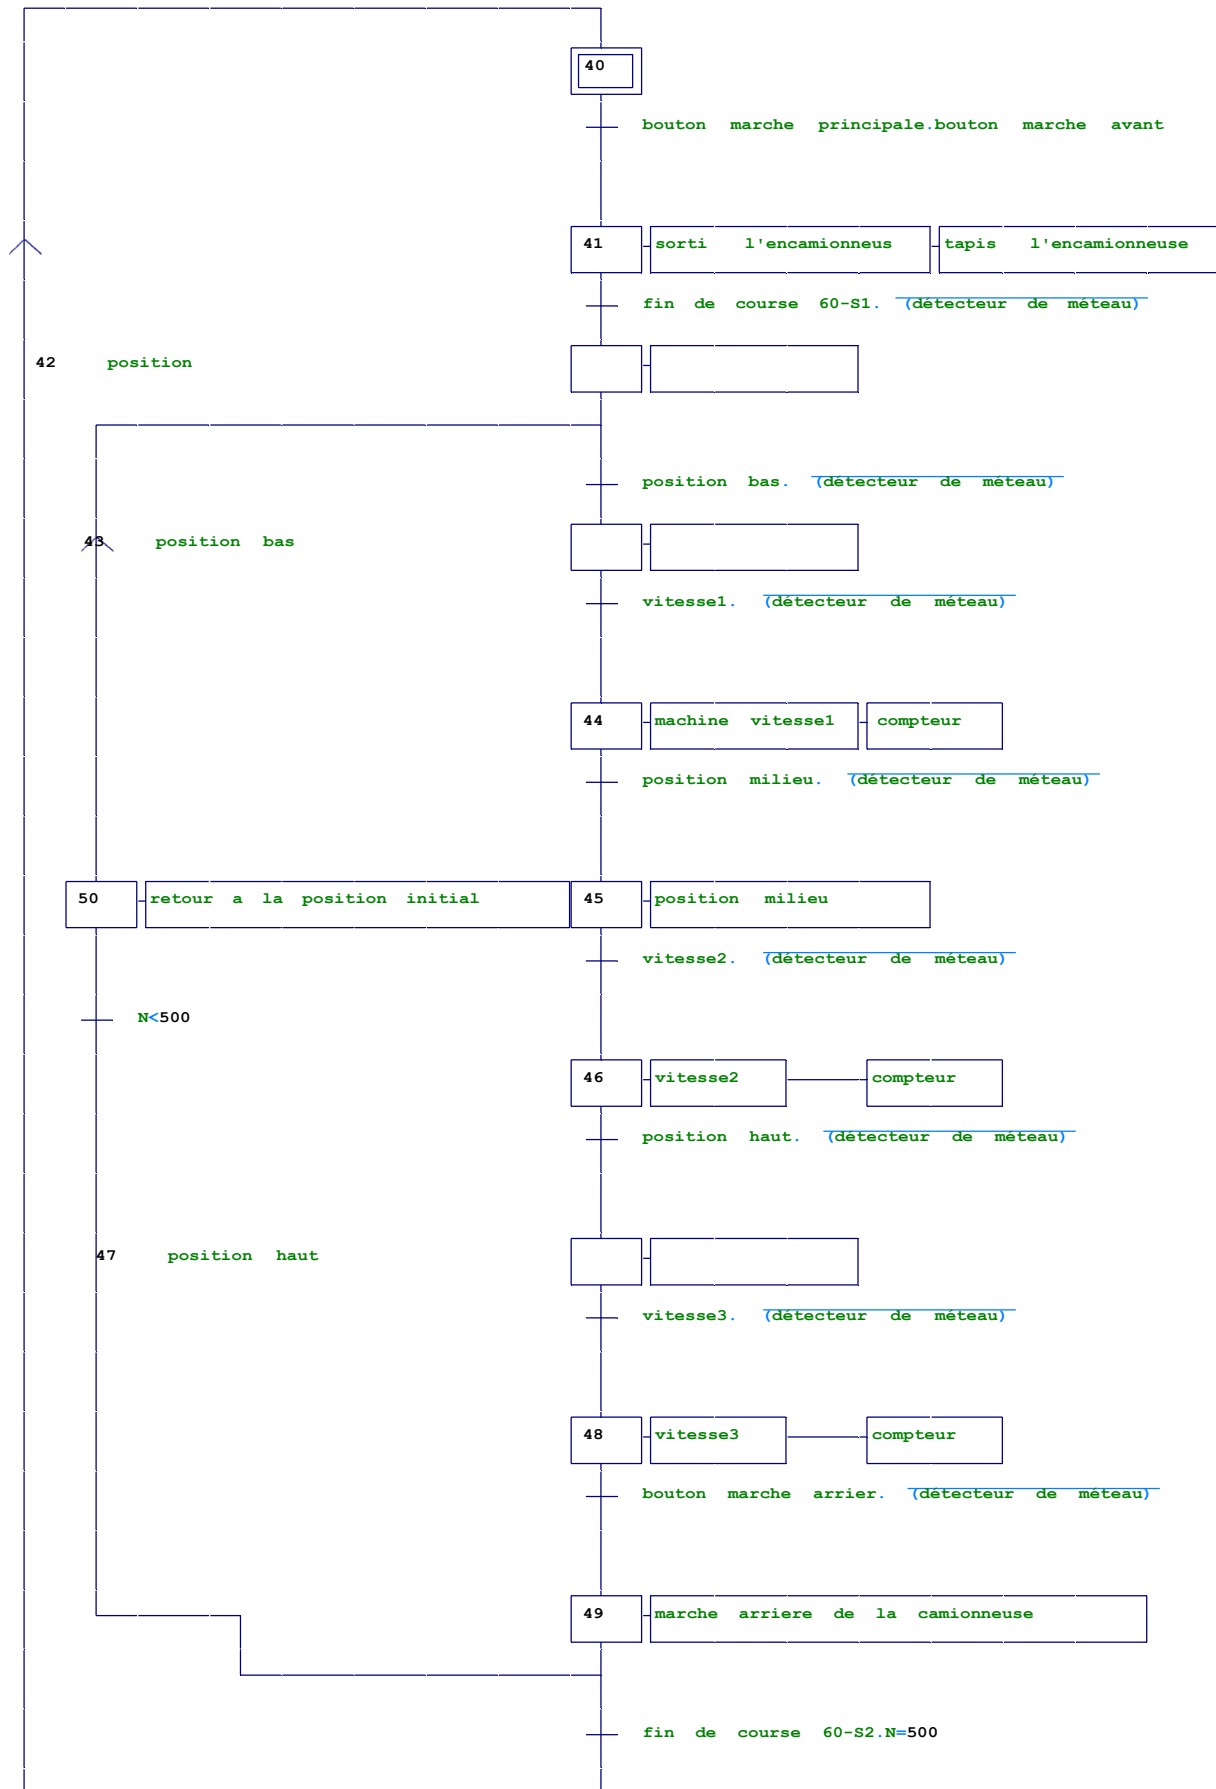 40
bouton marche principale.bouton marche avant
41 sorti l'encamionneus tapis l'encamionneuse
fin de course 60-S1. (détecteur de méteau)
42 position
position bas. (détecteur de méteau)
43 position bas
vitesse1. (détecteur de méteau)
44 machine vitesse1 compteur
position milieu. (détecteur de méteau)
50 retour a la position initial 45 position milieu
vitesse2. (détecteur de méteau)
N<500
46 vitesse2 compteur
position haut. (détecteur de méteau)
47 position haut
vitesse3. (détecteur de méteau)
48 vitesse3 compteur
bouton marche arrier. (détecteur de méteau)
49 marche arriere de la camionneuse
fin de course 60-S2.N=500